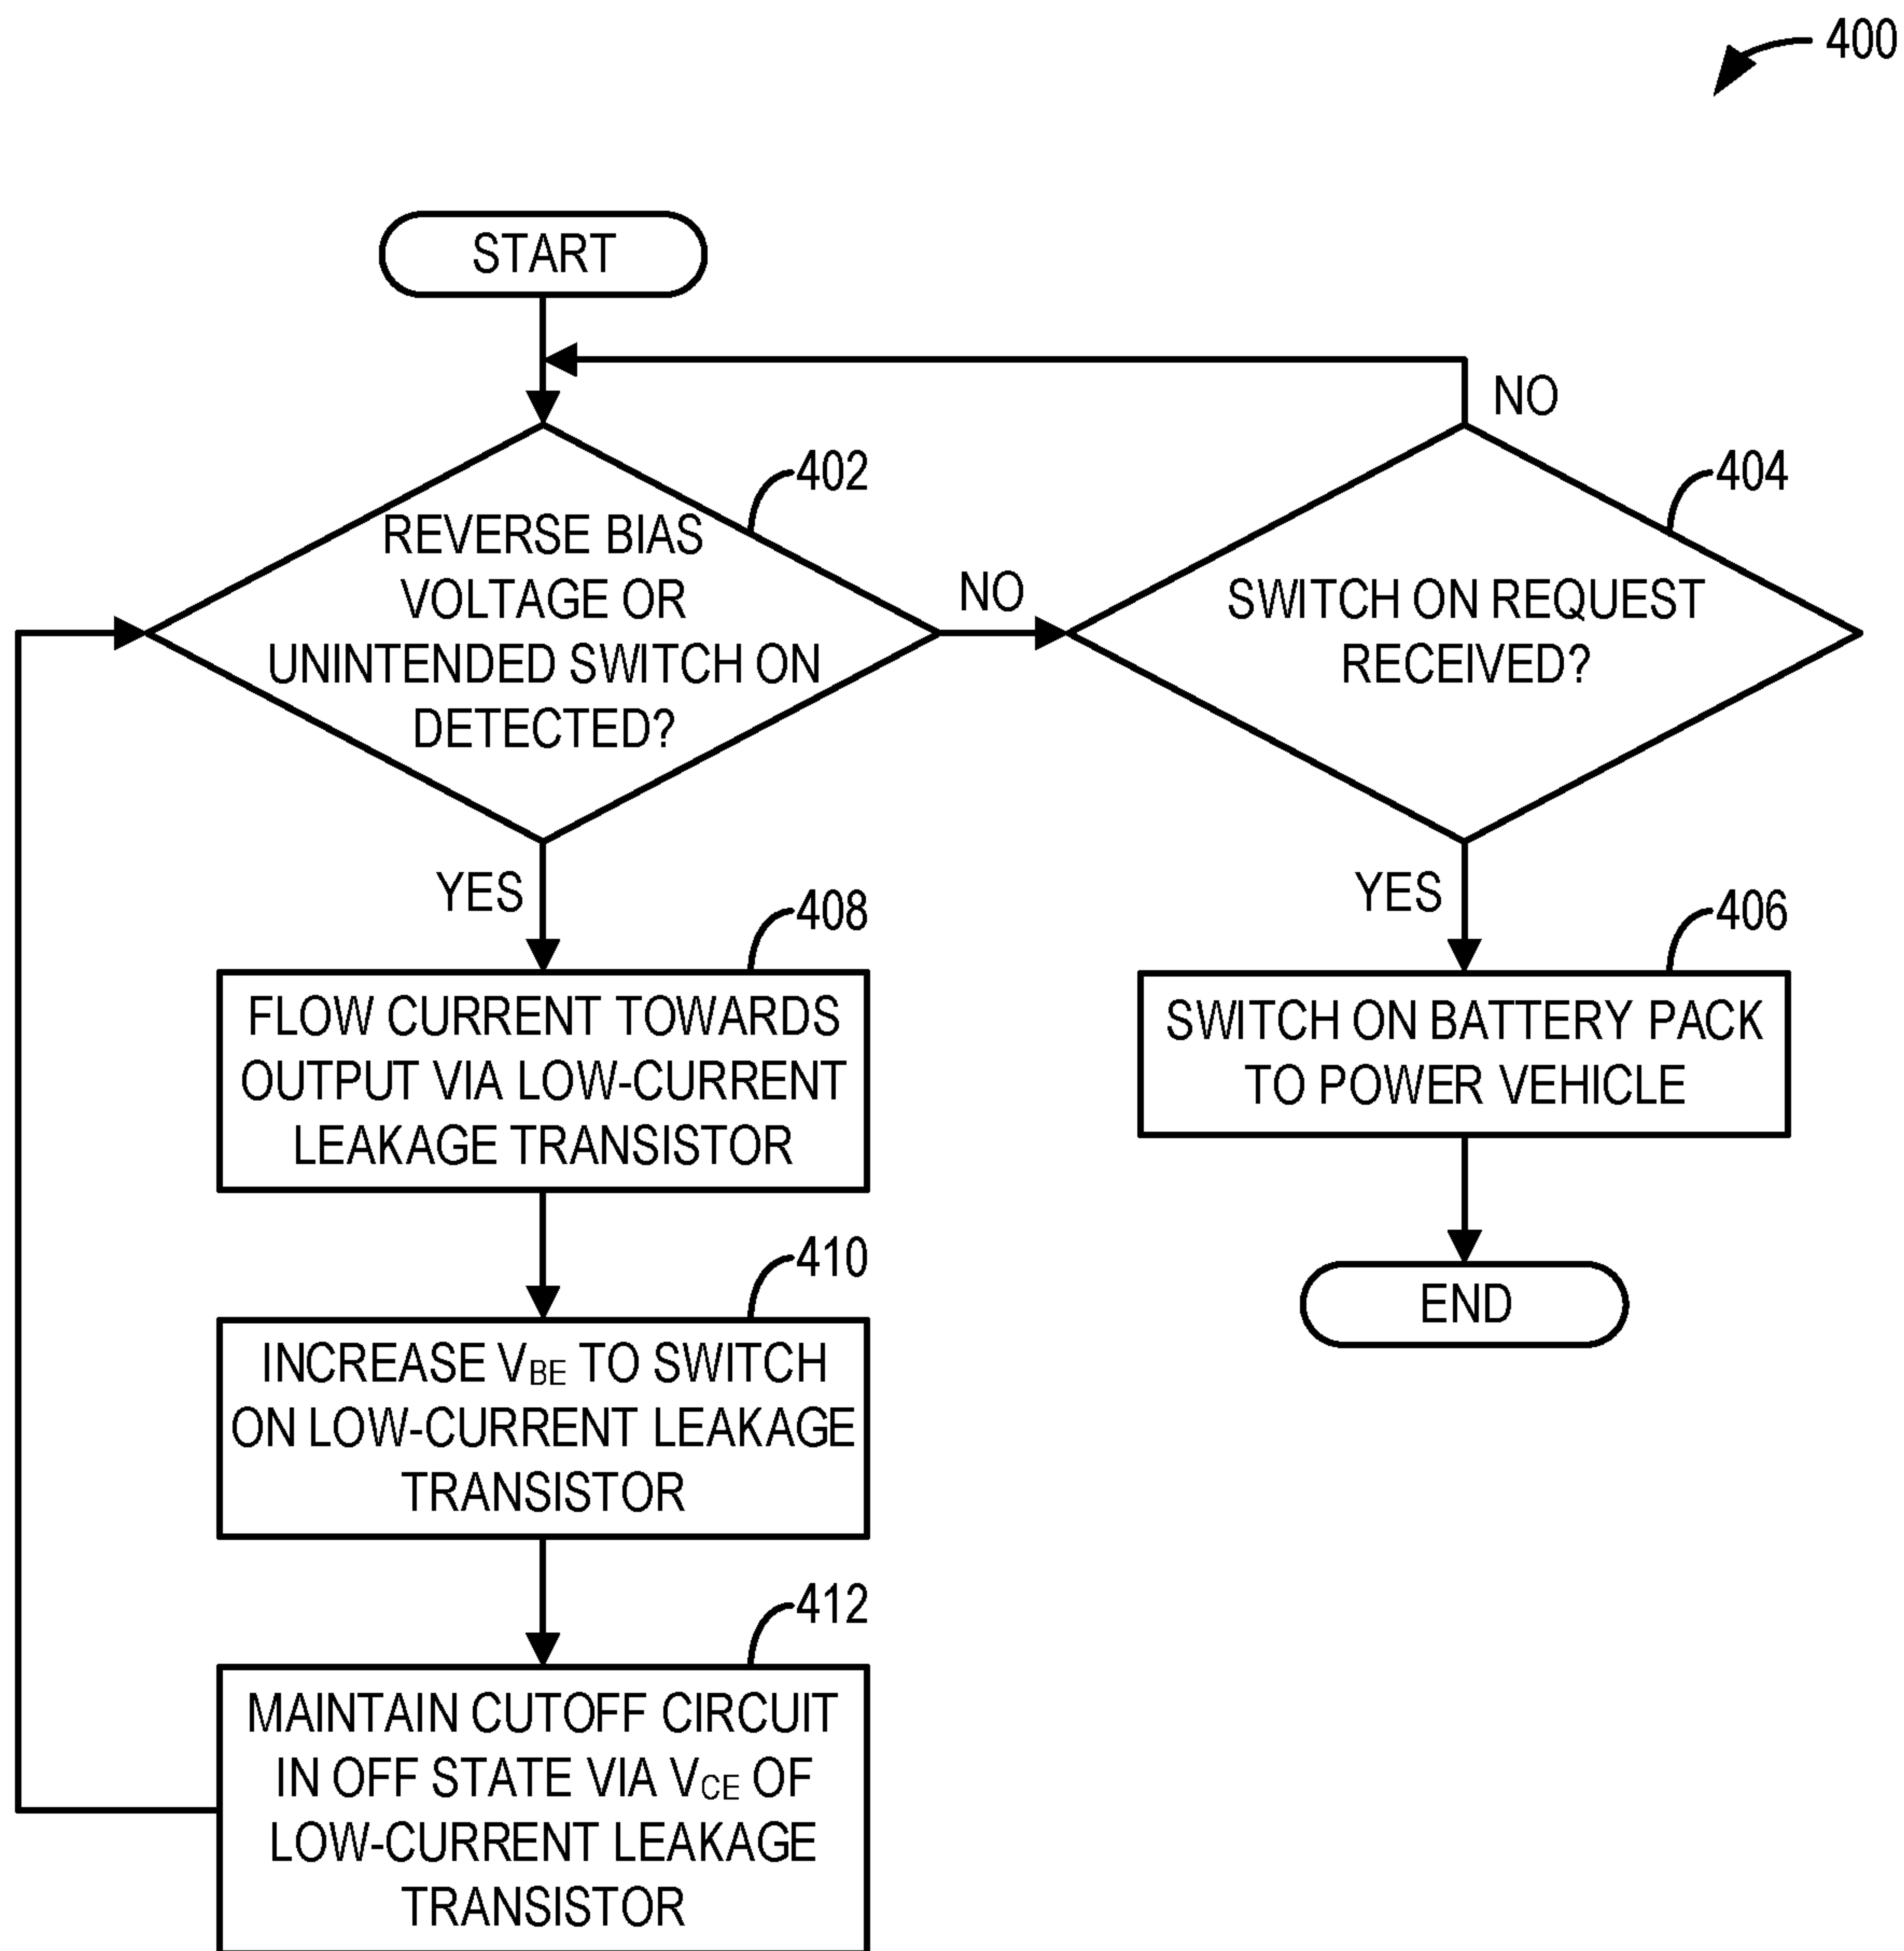 400
START
NO
402
REVERSE BIAS
VOLTAGE OR
UNINTENDED SWITCH ON
DETECTED?
NO
404
SWITCH ON REQUEST
RECEIVED?
YES
408
FLOW CURRENT TOWARDS
OUTPUT VIA LOW-CURRENT
LEAKAGE TRANSISTOR
YES
406
SWITCH ON BATTERY PACK
TO POWER VEHICLE
410
INCREASE VBE TO SWITCH
ON LOW-CURRENT LEAKAGE
TRANSISTOR
END
412
MAINTAIN CUTOFF CIRCUIT
IN OFF STATE VIA VCE OF
LOW-CURRENT LEAKAGE
TRANSISTOR